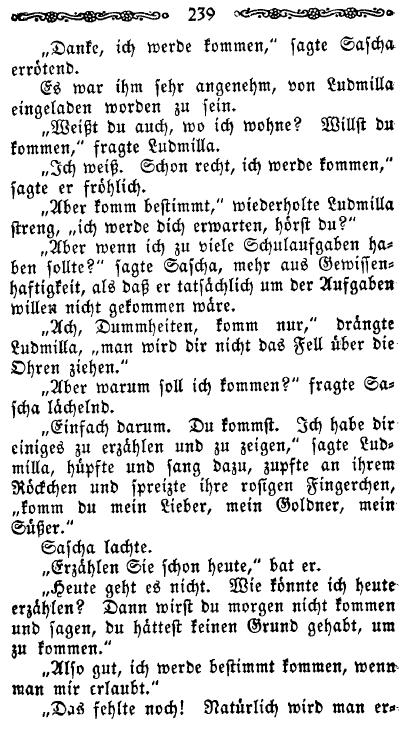 239
„Danke, ich werde kommen,“ sagte Sascha
errötend.
Es war ihm sehr angenehm, von Ludmilla
eingeladen worden zu sein.
„Weißt du auch, wo ich wohne? Willst du
kommen,“ fragte Ludmilla.
„Ich weiß. Schon recht, ich werde kommen,“
sagte er fröhlich.
„Aber komm bestimmt,“ wiederholte Ludmilla
streng, „ich werde dich erwarten, hörst du?“
„Aber wenn ich zu viele Schulaufgaben ha-
ben sollte?“ sagte Sascha, mehr aus Gewissen-
haftigkeit, als daß er tatsächlich um der Aufgaben
willen nicht gekommen wäre.
„Ach, Dummheiten, komm nur,“ drängte
Ludmilla, „man wird dir nicht das Fell über die
Ohren ziehen.“
„Aber warum soll ich kommen?“ fragte Sa-
scha lächelnd.
„Einfach darum. Du kommst. Ich habe dir
einiges zu erzählen und zu zeigen,“ sagte Lud-
milla, hüpfte und sang dazu, zupfte an ihrem
Röckchen und spreizte ihre rosigen Fingerchen,
„komm du mein Lieber, mein Goldner, mein
Süßer.“
Sascha lachte.
„Erzählen Sie schon heute,“ bat er.
„Heute geht es nicht. Wie könnte ich heute
erzählen? Dann wirst du morgen nicht kommen
und sagen, du hättest keinen Grund gehabt, um
zu kommen.“
„Also gut, ich werde bestimmt kommen, wenn
man mir erlaubt.“
„Das fehlte noch! Natürlich wird man er-